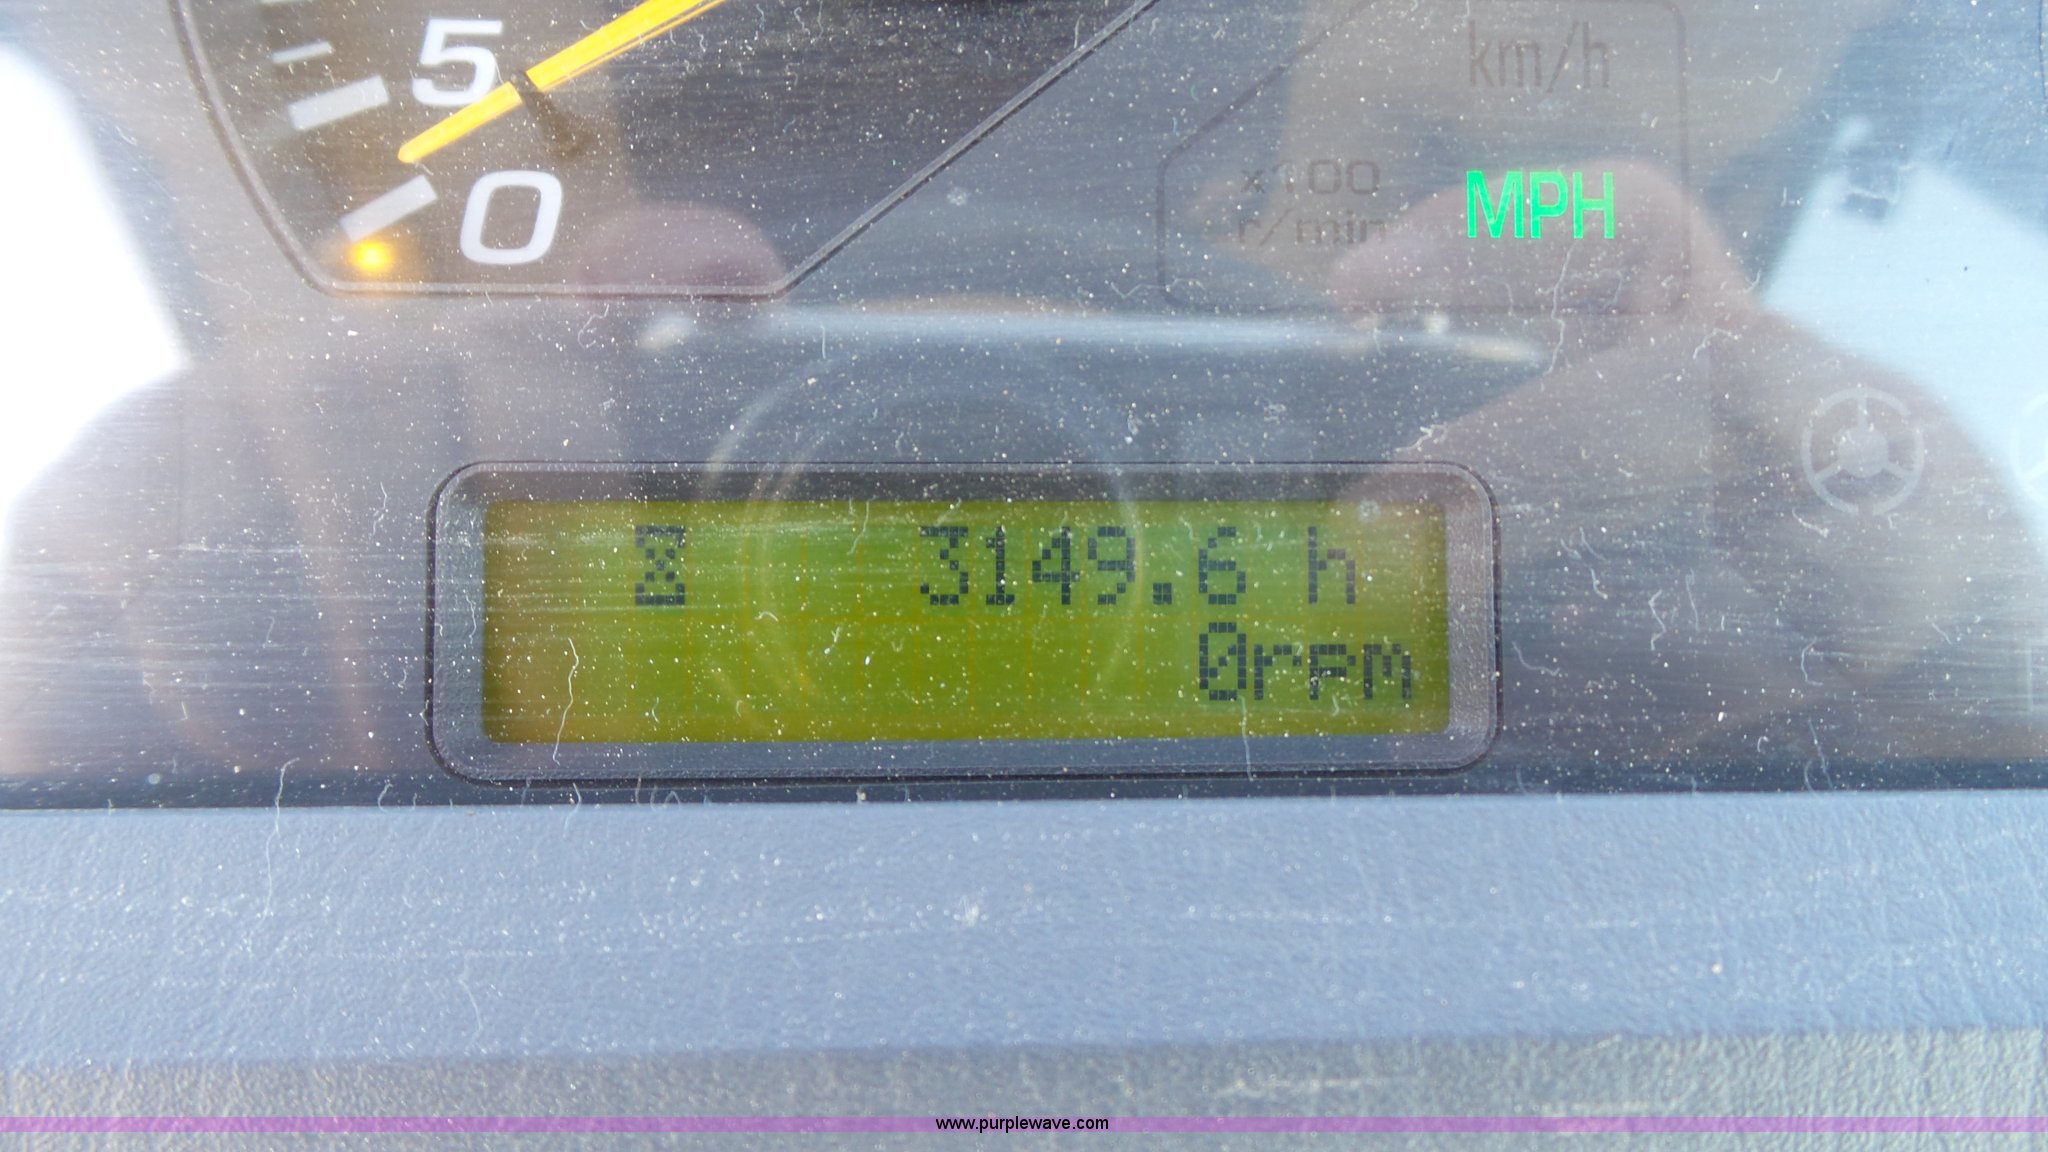 5
0
km/h
x100
r/min
MPH
3149.6 h
0rpm
www.purplewave.com